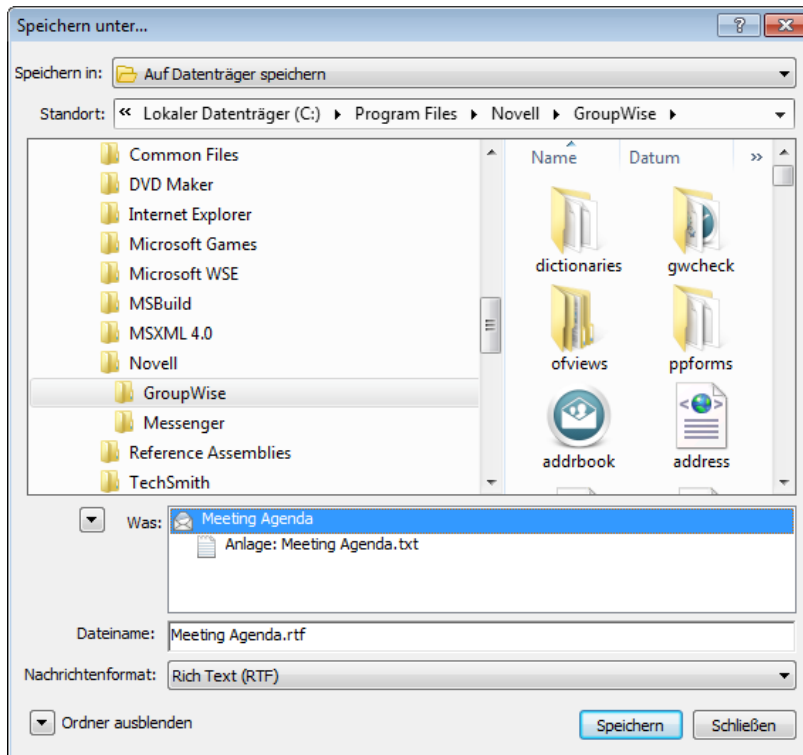 Speichern unter...
Speichern in: Auf Datenträger speichern
Standort: « Lokaler Datenträger (C:) Program Files Novell GroupWise
Common Files
DVD Maker
Internet Explorer
Microsoft Games
Microsoft WSE
MSBuild
MSXML 4.0
Novell
GroupWise
Messenger
Reference Assemblies
TechSmith
Name Datum »
dictionaries gwcheck
ofviews ppforms
addrbook address
Was: Meeting Agenda
Anlage: Meeting Agenda.txt
Dateiname: Meeting Agenda.rtf
Nachrichtenformat: Rich Text (RTF)
Ordner ausblenden Speichern Schließen